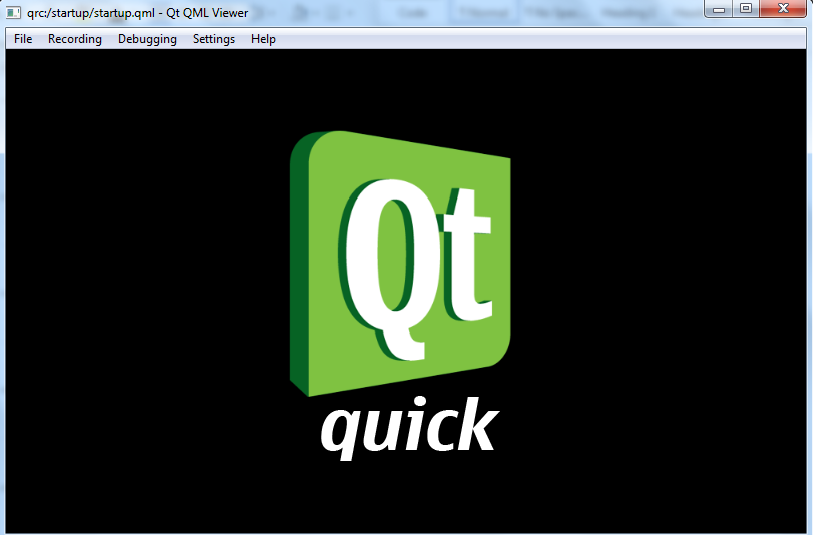 qrc:/startup/startup.qml - Qt QML Viewer
File Recording Debugging Settings Help
Qt
quick